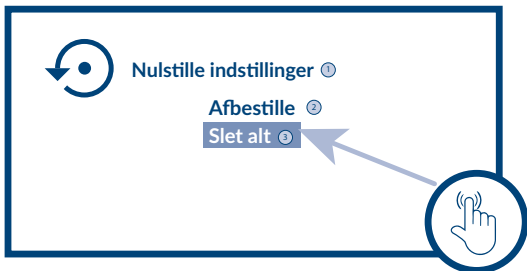 Nulstille indstillinger ①
Afbestille ②
Slet alt ③